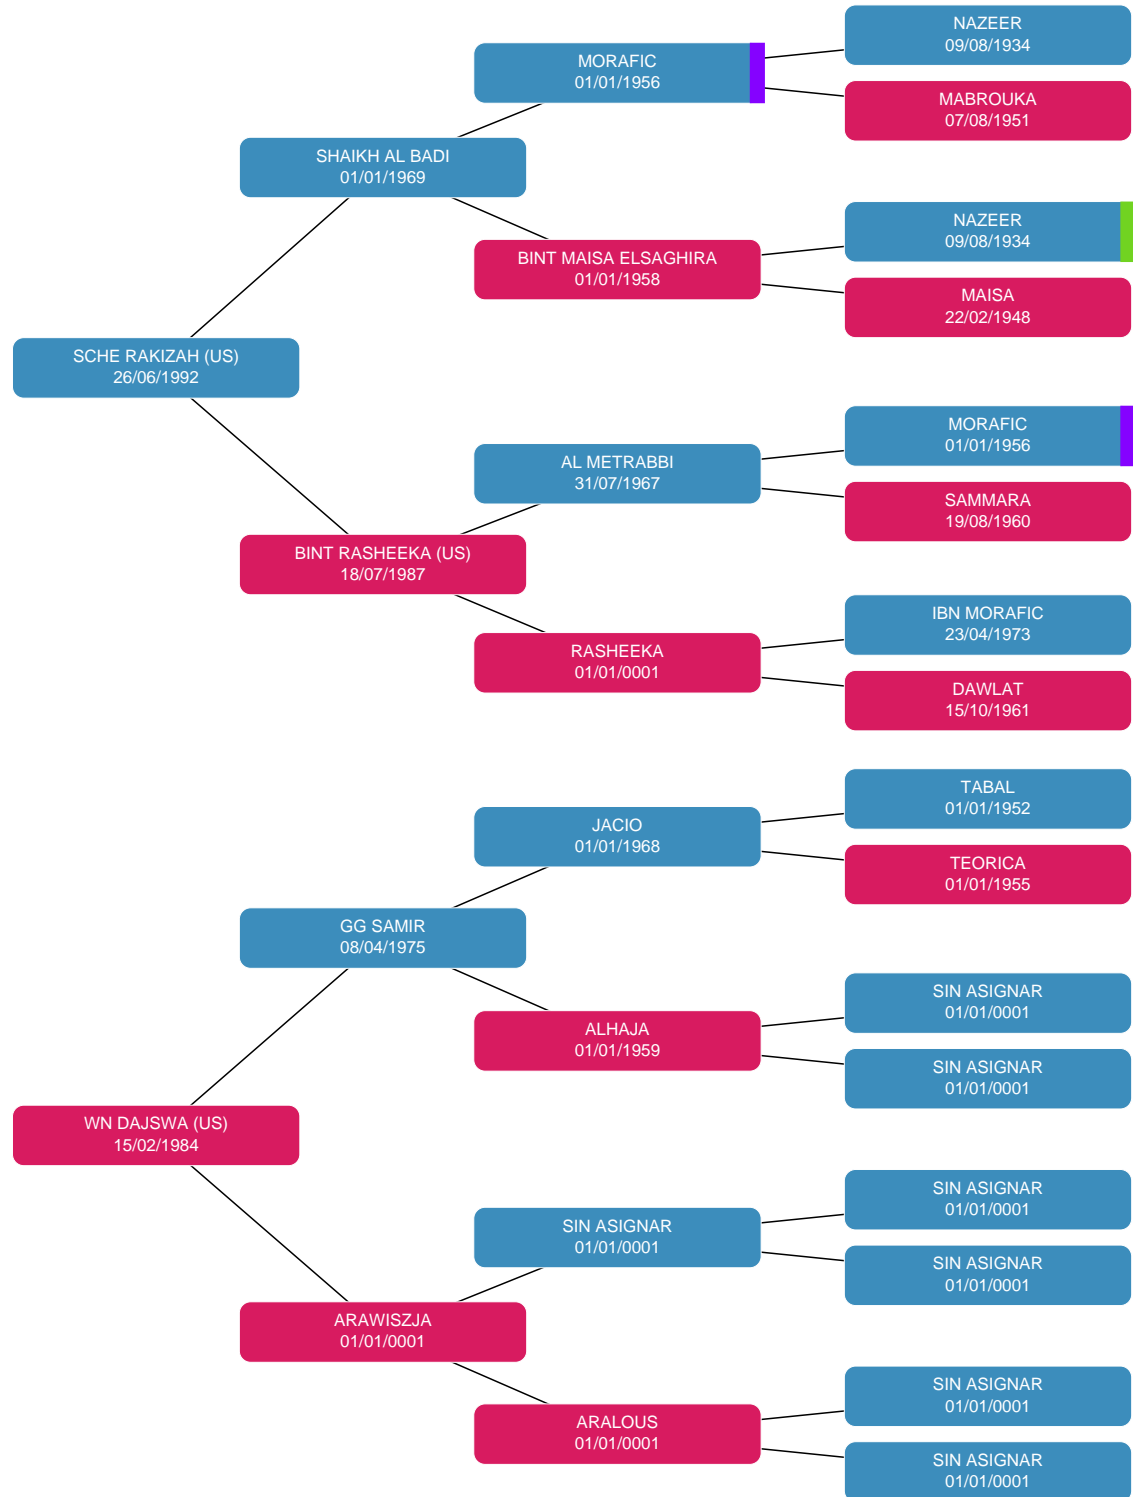 NAZEER
09/08/1934
MORAFIC
01/01/1956
MABROUKA
07/08/1951
SHAIKH AL BADI
01/01/1969
NAZEER
09/08/1934
BINT MAISA ELSAGHIRA
01/01/1958
MAISA
22/02/1948
SCHE RAKIZAH (US)
26/06/1992
MORAFIC
01/01/1956
AL METRABBI
31/07/1967
SAMMARA
19/08/1960
BINT RASHEEKA (US)
18/07/1987
IBN MORAFIC
23/04/1973
RASHEEKA
01/01/0001
DAWLAT
15/10/1961
TABAL
01/01/1952
JACIO
01/01/1968
TEORICA
01/01/1955
GG SAMIR
08/04/1975
SIN ASIGNAR
01/01/0001
ALHAJA
01/01/1959
SIN ASIGNAR
01/01/0001
WN DAJSWA (US)
15/02/1984
SIN ASIGNAR
01/01/0001
SIN ASIGNAR
01/01/0001
SIN ASIGNAR
01/01/0001
ARAWISZJA
01/01/0001
SIN ASIGNAR
01/01/0001
ARALOUS
01/01/0001
SIN ASIGNAR
01/01/0001